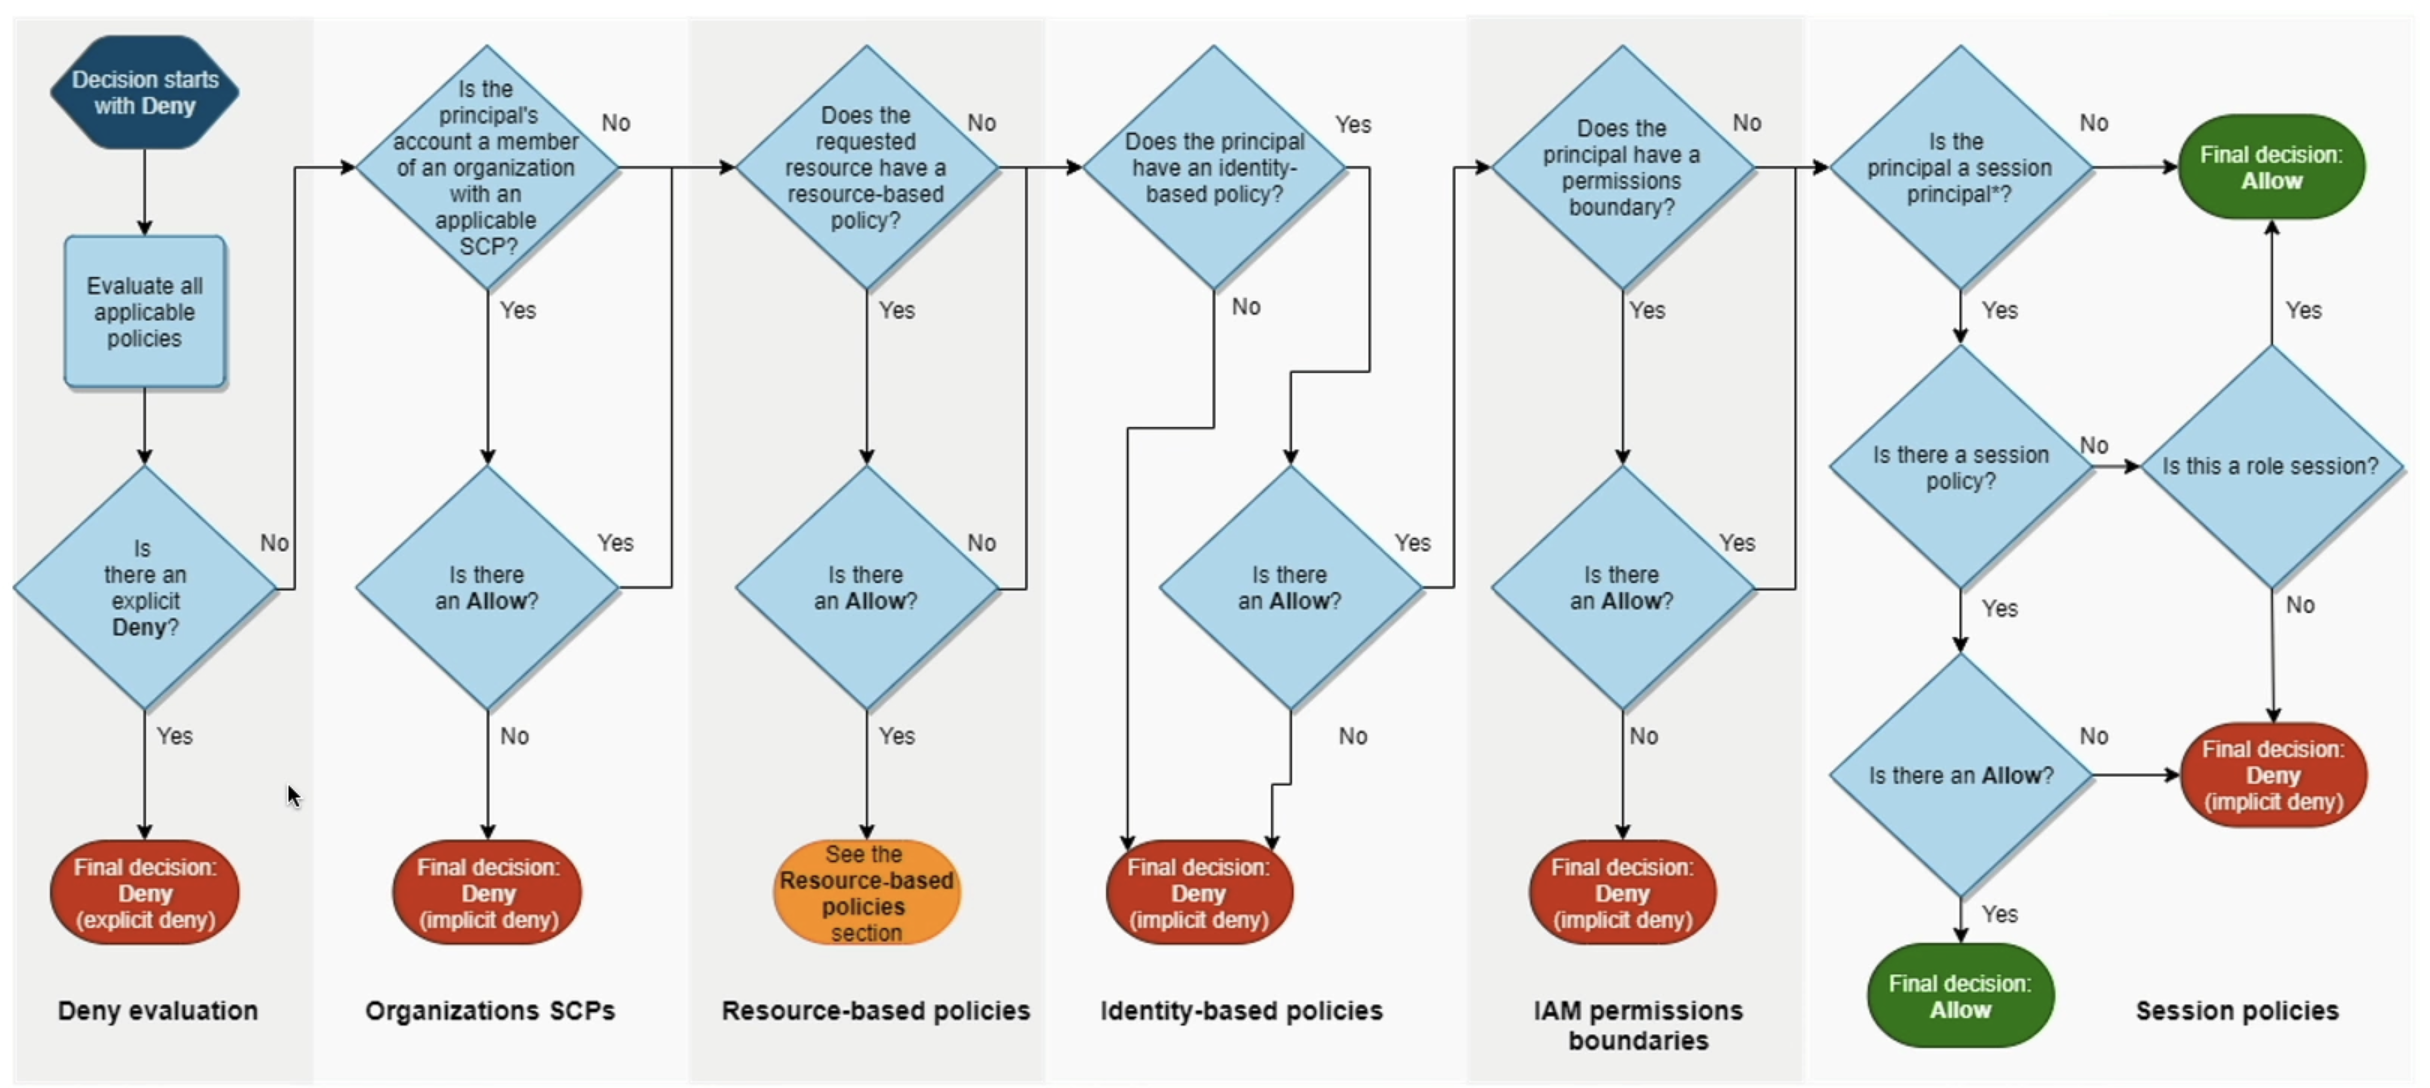 Decision starts
with Deny
Evaluate all
applicable
policies
Is
there an
explicit
Deny?
No
Yes
Final decision:
Deny
(explicit deny)
Deny evaluation
Is the
principal's
account a member
of an organization
with an
applicable
SCP?
No
Yes
Is there
an Allow?
Yes
No
Final decision:
Deny
(implicit deny)
Organizations SCPs
Does the
requested
resource have a
resource-based
policy?
No
Yes
Is there
an Allow?
No
Yes
See the
Resource-based
policies
section
Resource-based policies
Does the principal
have an identity-
based policy?
Yes
No
Is there
an Allow?
Yes
No
Final decision:
Deny
(implicit deny)
Identity-based policies
Does the
principal have a
permissions
boundary?
No
Yes
Is there
an Allow?
Yes
No
Final decision:
Deny
(implicit deny)
IAM permissions
boundaries
Is the
principal a session
principal*?
No
Final decision:
Allow
Yes
Is there a session
policy?
No
Is this a role session?
Yes
No
Yes
Is there an Allow?
No
Final decision:
Deny
(implicit deny)
Yes
Final decision:
Allow
Session policies